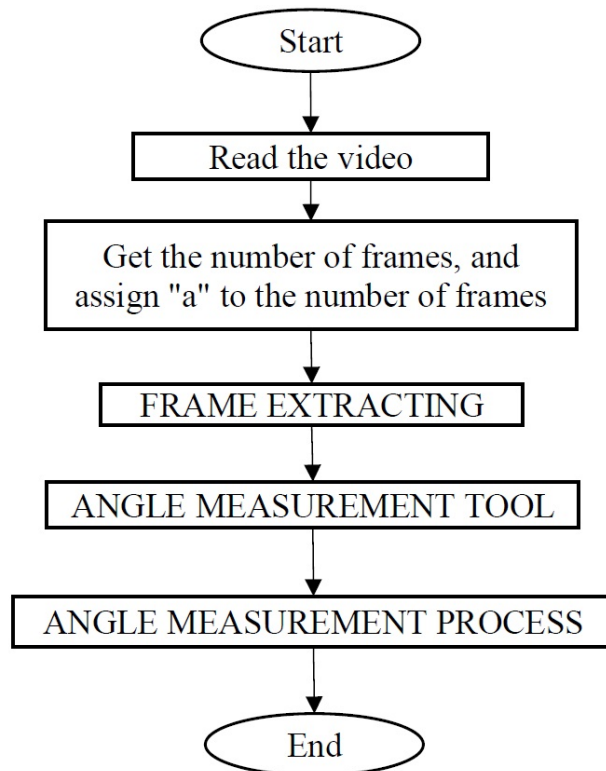 Start
Read the video
Get the number of frames, and
assign "a" to the number of frames
FRAME EXTRACTING
ANGLE MEASUREMENT TOOL
ANGLE MEASUREMENT PROCESS
End